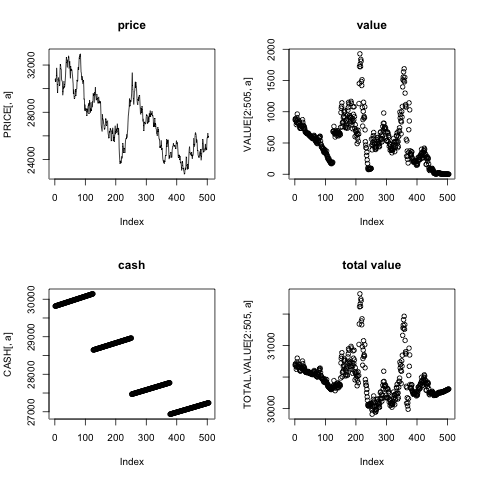 price
PRICE[, a]
32000
28000
24000
0 100 200 300 400 500
Index
value
VALUE[2:505, a]
2000
1500
1000
500
0
0 100 200 300 400 500
Index
cash
CASH[, a]
30000
29000
28000
27000
0 100 200 300 400 500
Index
total value
TOTAL.VALUE[2:505, a]
31000
30000
0 100 200 300 400 500
Index